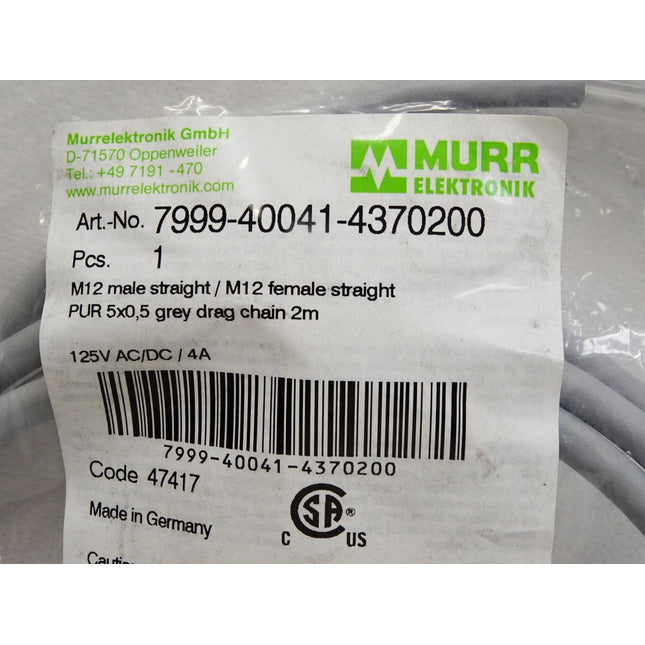 Murrelektronik GmbH
D-71570 Oppenweiler
Tel.: +49 7191 -470
www.murrelektronik.com
MURR
ELEKTRONIK
Art.-No. 7999-40041-4370200
Pcs. 1
M12 male straight / M12 female straight
PUR 5x0,5 grey drag chain 2m
125V AC/DC / 4A
7999-40041-4370200
Code 47417
Made in Germany
CSA ®
C US
Caution